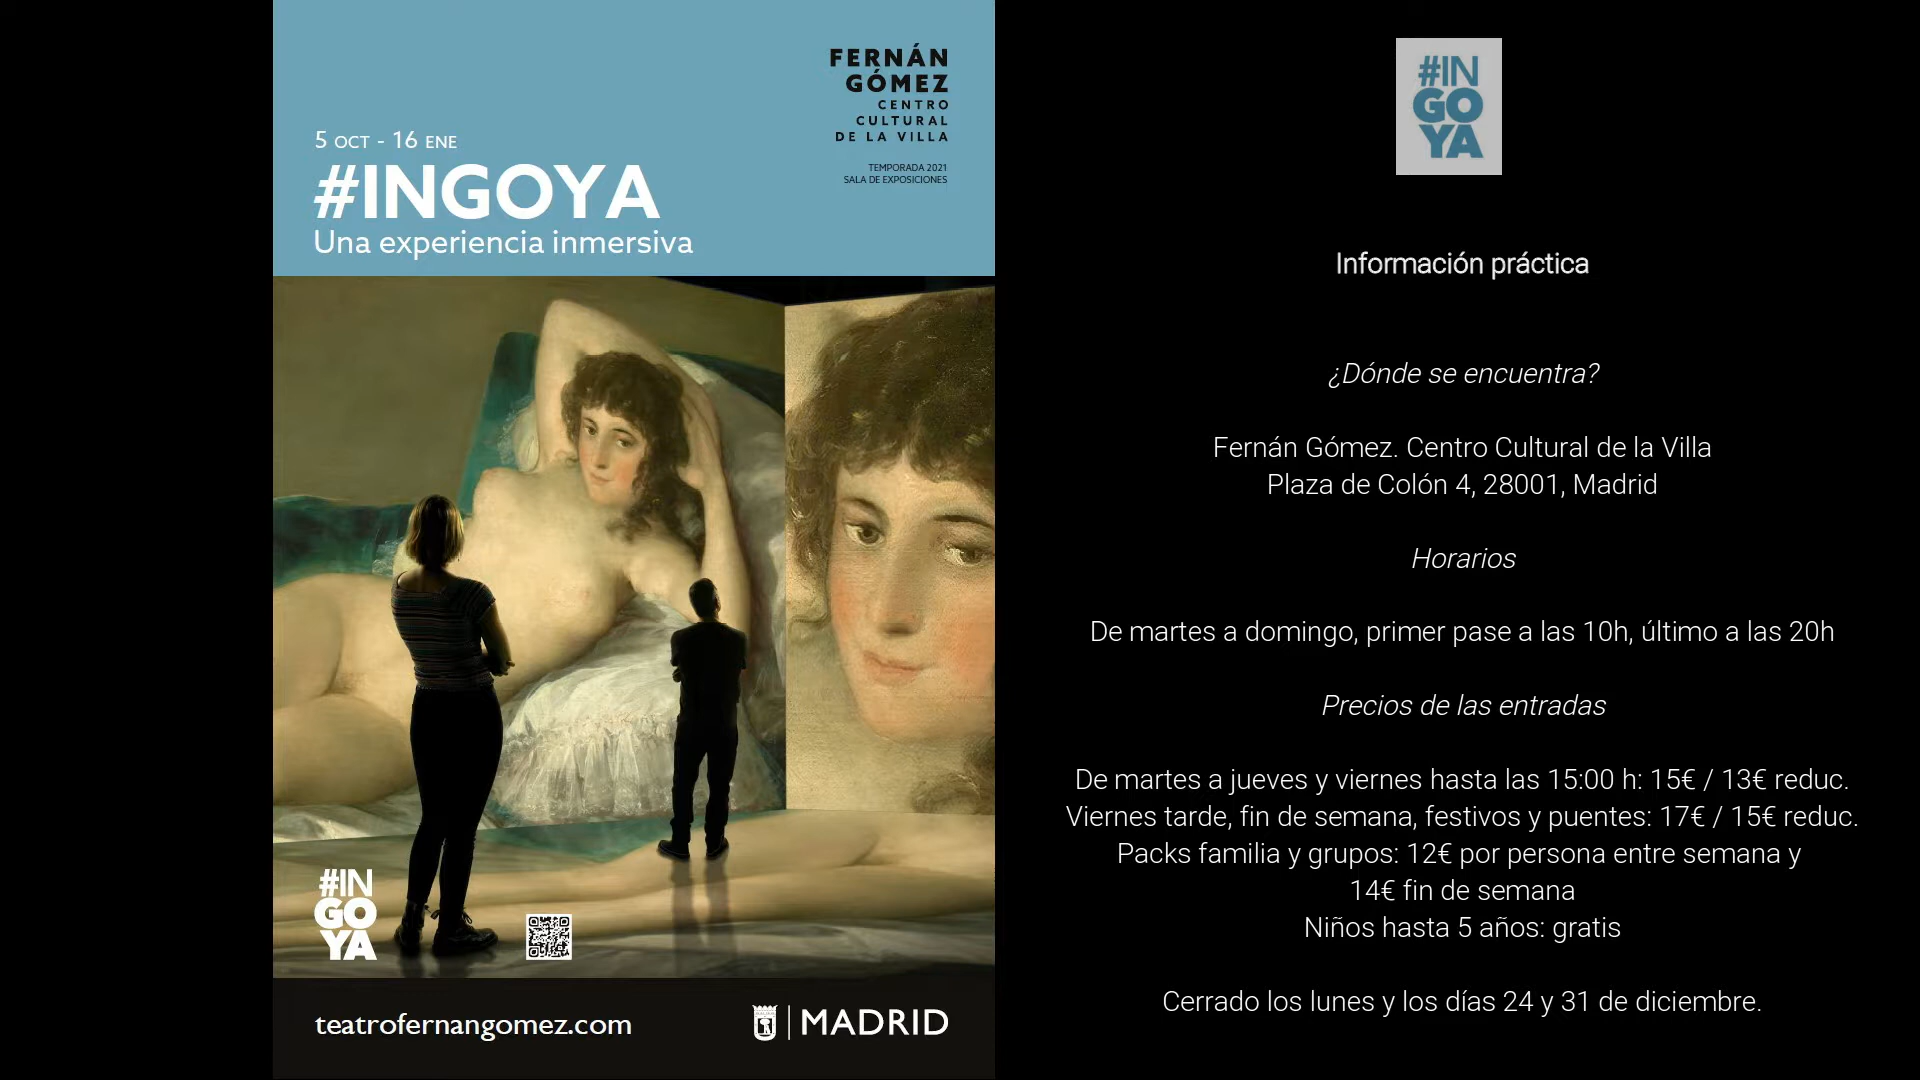 FERNÁN
GÓMEZ
CENTRO
CULTURAL
DE LA VILLA
TEMPORADA 2021
SALA DE EXPOSICIONES
5 OCT - 16 ENE
#INGOYA
Una experiencia inmersiva
#IN
GO
YA
teatrofernangomez.com
MADRID
#IN
GO
YA
Información práctica
¿Dónde se encuentra?
Fernán Gómez. Centro Cultural de la Villa
Plaza de Colón 4, 28001, Madrid
Horarios
De martes a domingo, primer pase a las 10h, último a las 20h
Precios de las entradas
De martes a jueves y viernes hasta las 15:00 h: 15€ / 13€ reduc.
Viernes tarde, fin de semana, festivos y puentes: 17€ / 15€ reduc.
Packs familia y grupos: 12€ por persona entre semana y
14€ fin de semana
Niños hasta 5 años: gratis
Cerrado los lunes y los días 24 y 31 de diciembre.